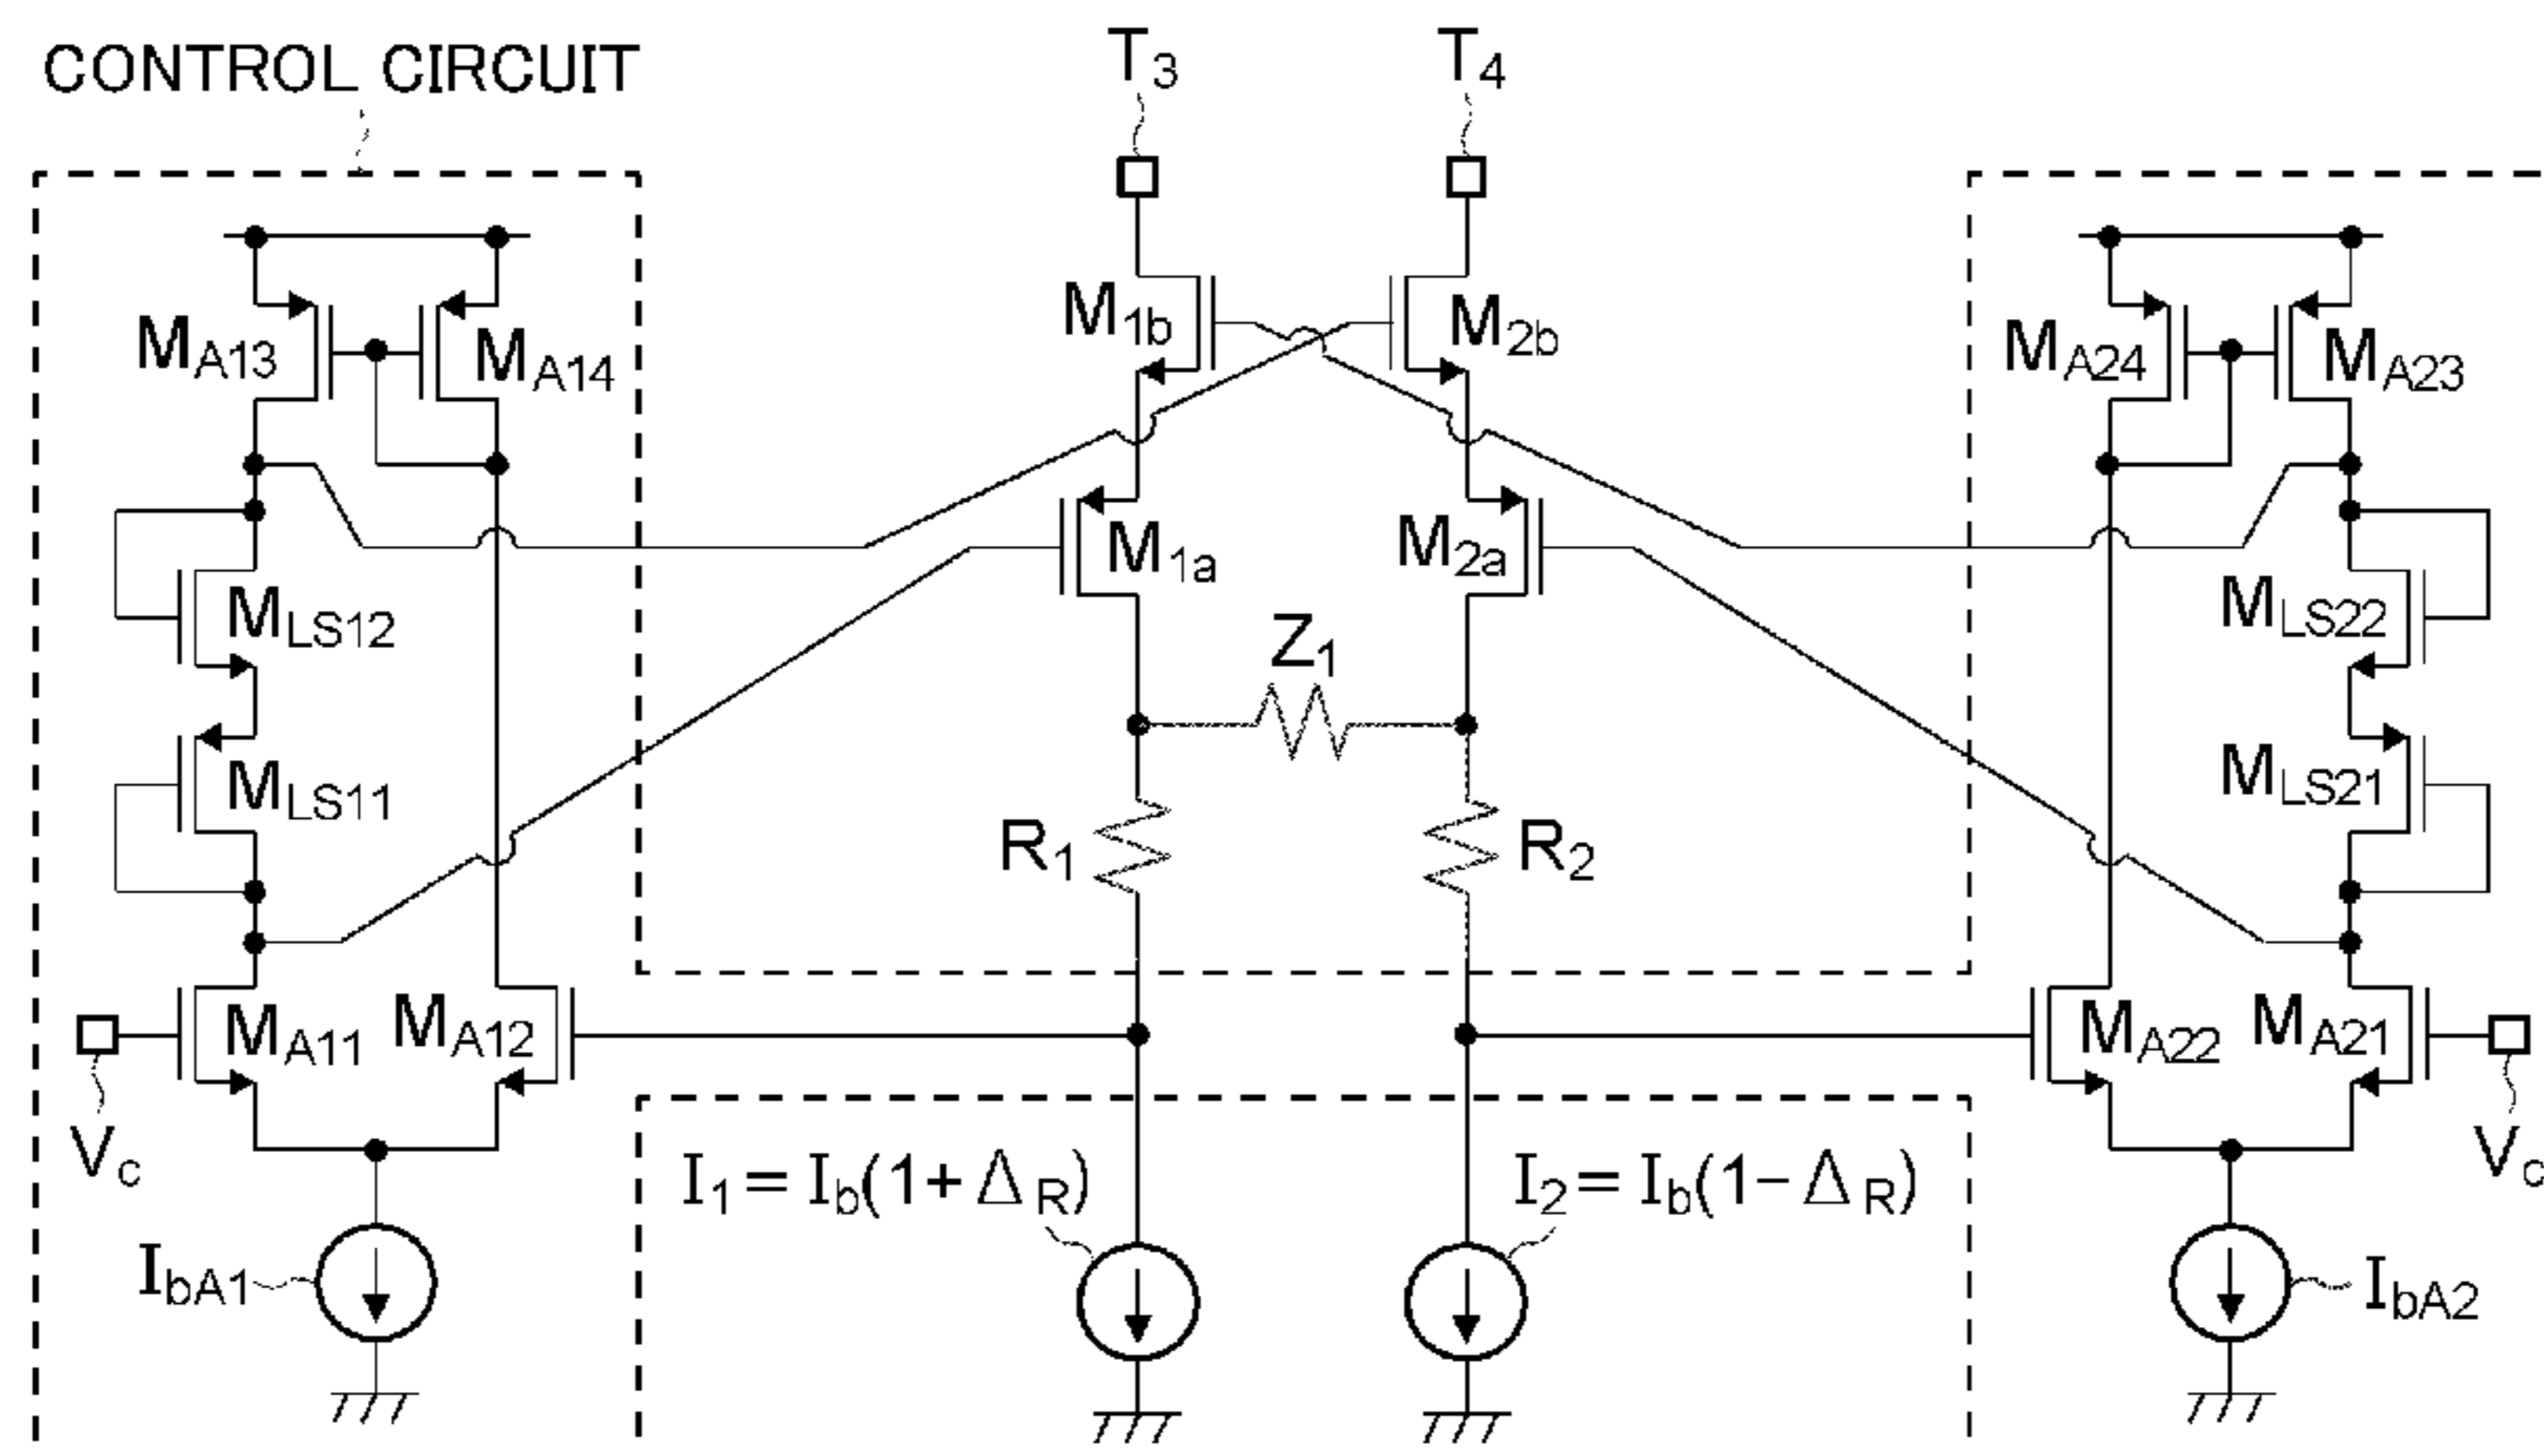 CONTROL CIRCUIT
T3
T4
MA13
MA14
M1b
M2b
MA24
MA23
MLS12
M1a
M2a
MLS22
Z1
MLS11
MLS21
R1
R2
MA11
MA12
MA22
MA21
Vc
Vc
I1 = Ib(1+ ΔR)
I2 = Ib(1− ΔR)
IbA1
IbA2